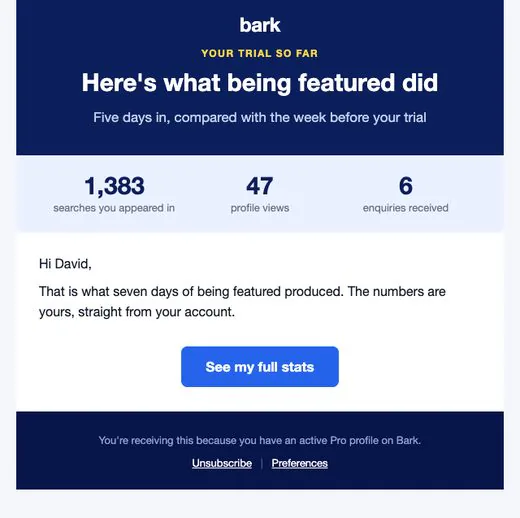 bark
YOUR TRIAL SO FAR
Here's what being featured did
Five days in, compared with the week before your trial
1,383 47 6
searches you appeared in profile views enquiries received
Hi David,
That is what seven days of being featured produced. The numbers are
yours, straight from your account.
See my full stats
You're receiving this because you have an active Pro profile on Bark.
Unsubscribe | Preferences